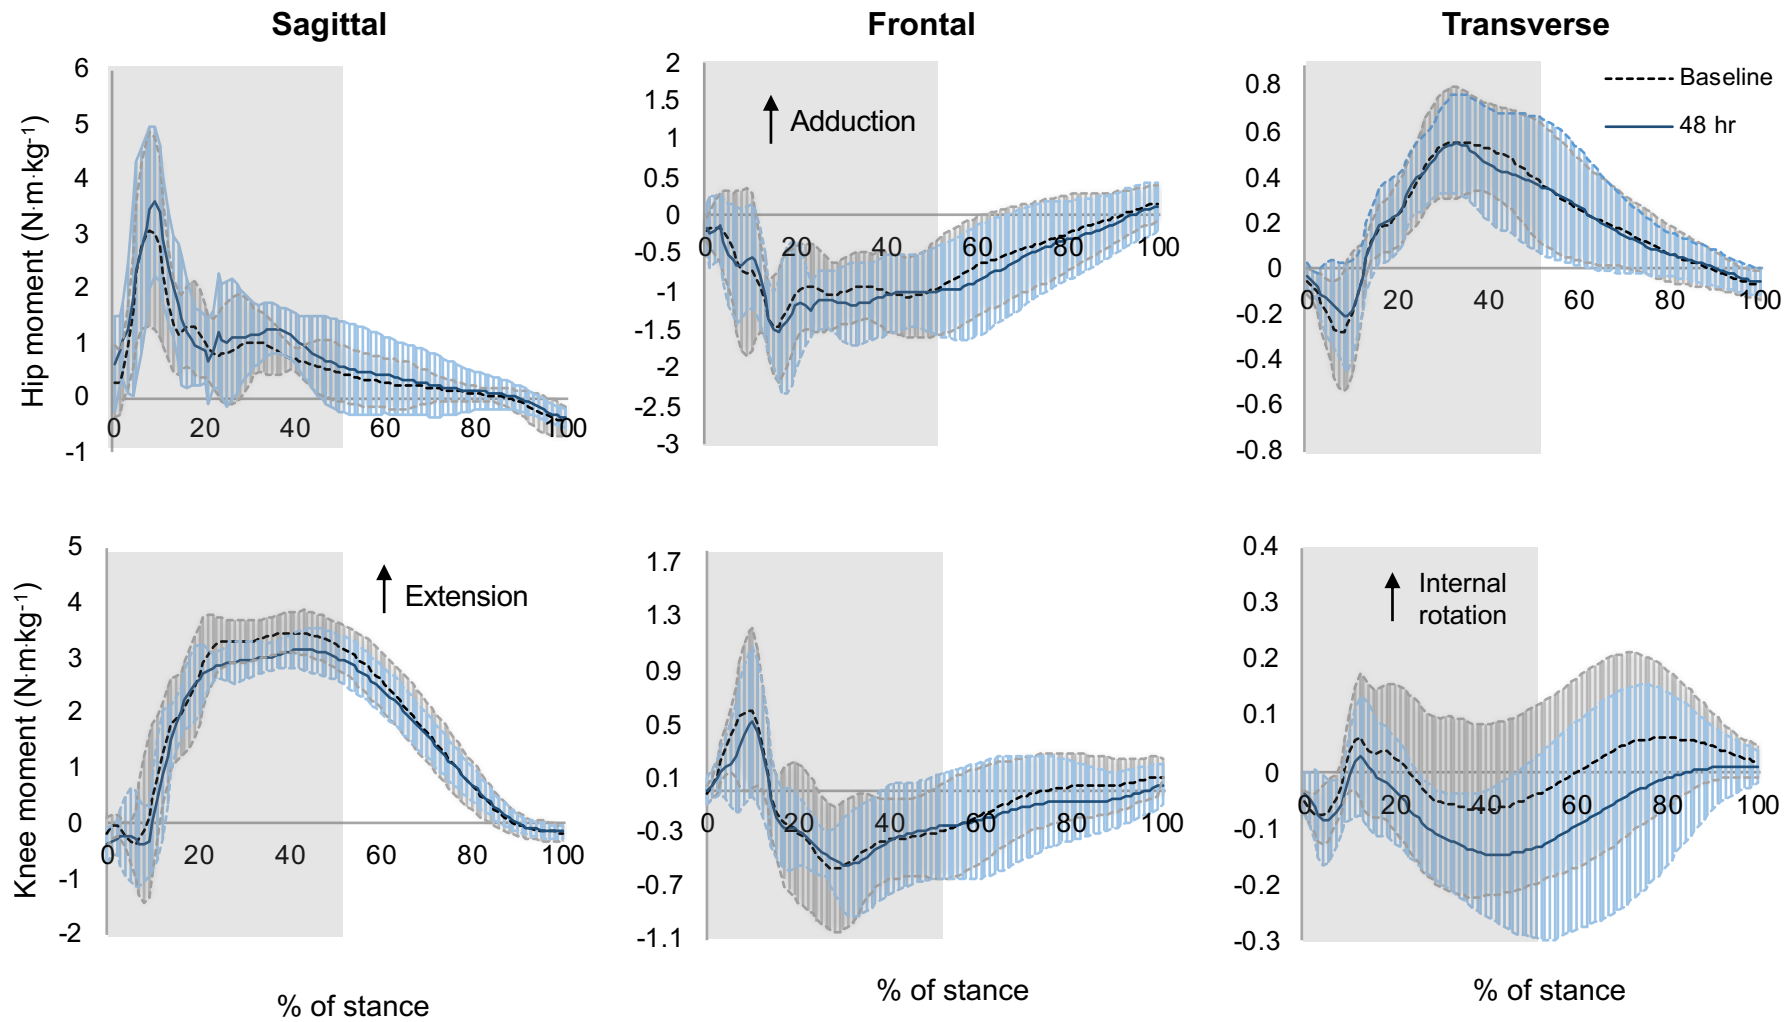 Sagittal
Frontal
Transverse
Hip moment (N·m·kg-1)
6
5
4
3
2
1
0
-1
0 20 40 60 80 100
2
1.5
1
0.5
0
-0.5
-1
-1.5
-2
-2.5
-3
0 20 40 60 80 100
Adduction
0.8
0.6
0.4
0.2
0
-0.2
-0.4
-0.6
-0.8
0 20 40 60 80 100
Baseline
48 hr
Knee moment (N·m·kg-1)
5
4
3
2
1
0
-1
-2
0 20 40 60 80 100
Extension
1.7
1.3
0.9
0.5
0.1
-0.3
-0.7
-1.1
0 20 40 60 80 100
0.4
0.3
0.2
0.1
0
-0.1
-0.2
-0.3
0 20 40 60 80 100
Internal
rotation
% of stance
% of stance
% of stance